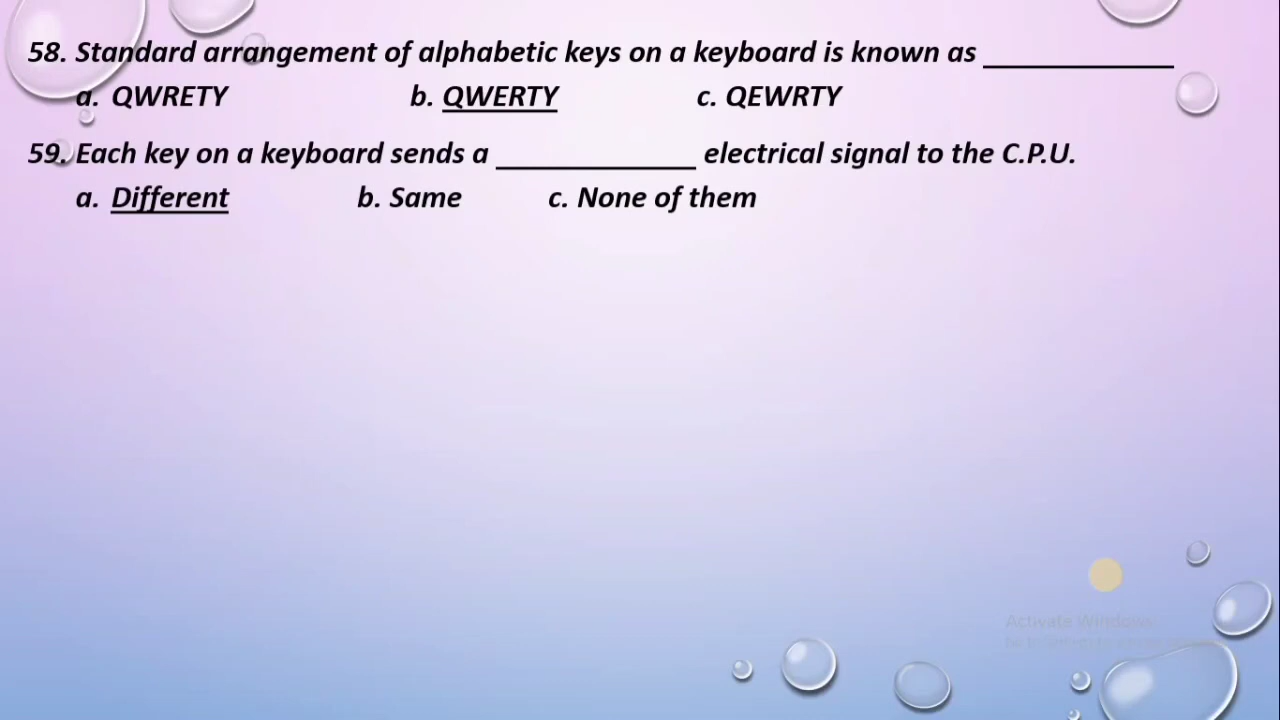 58. Standard arrangement of alphabetic keys on a keyboard is known as ____________
a. QWRETY b. QWERTY c. QEWRTY
59. Each key on a keyboard sends a ____________ electrical signal to the C.P.U.
a. Different b. Same c. None of them
Activate Windows